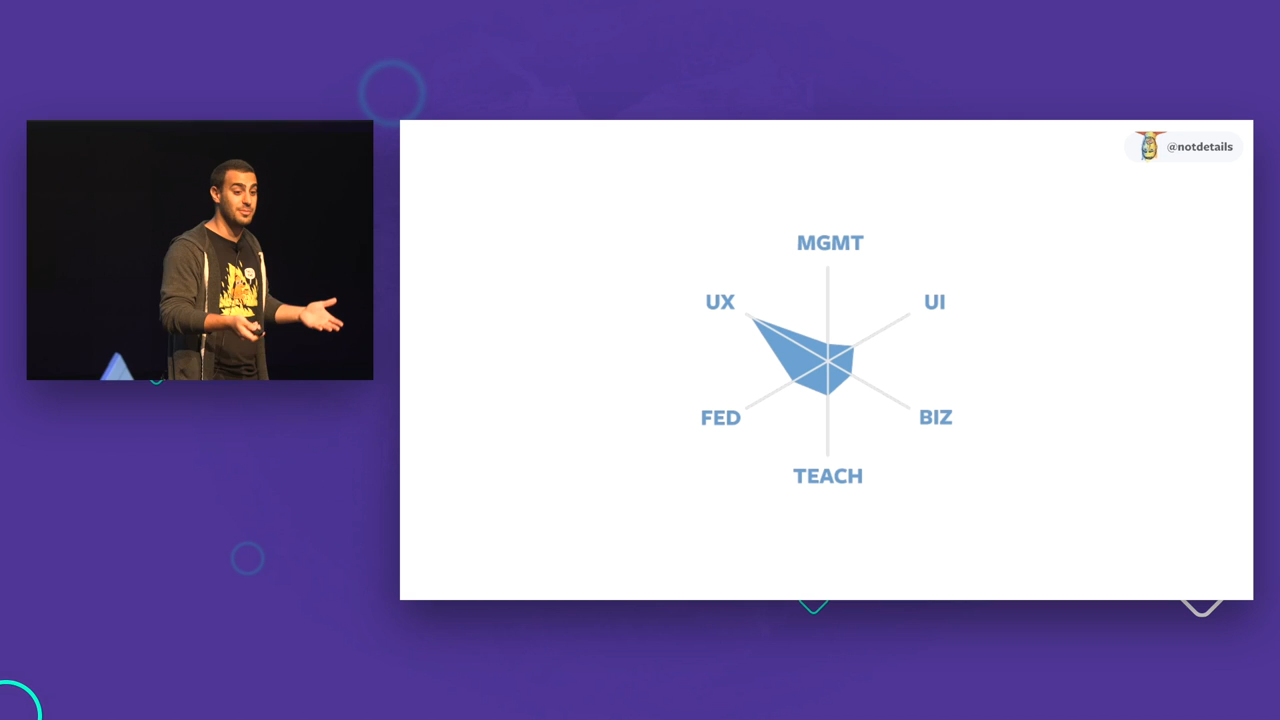 @notdetails
MGMT
UX
UI
FED
BIZ
TEACH